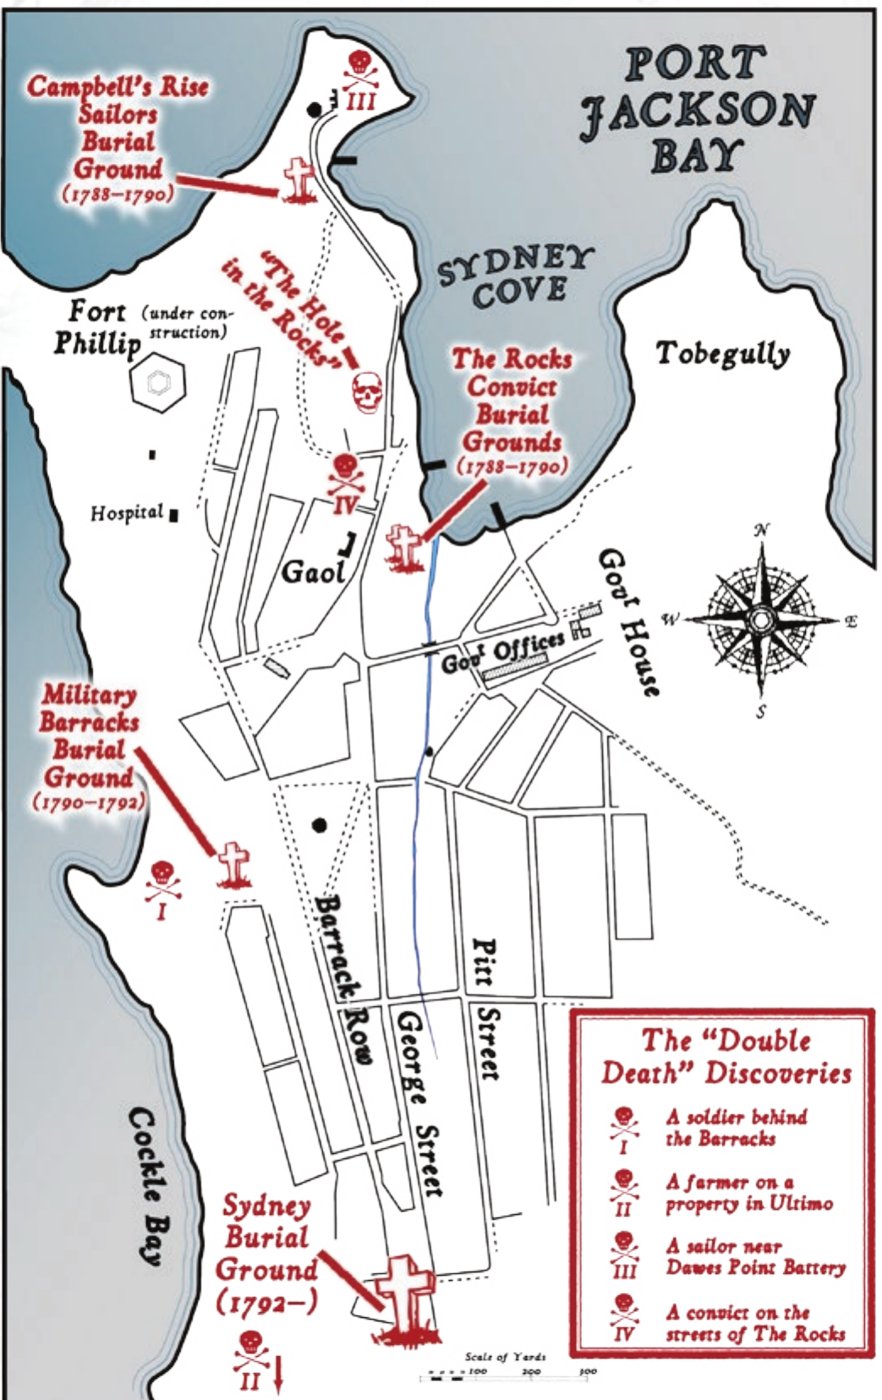 PORT
JACKSON
BAY
III
Campbell's Rise
Sailors
Burial
Ground
(1788–1790)
SYDNEY
COVE
"The Hole
in the Rocks"
Fort
Phillip
(under con-
struction)
The Rocks
Convict
Burial
Grounds
(1788–1790)
Tobegully
IV
Hospital
Gaol
N
W
E
S
Govt House
Govt Offices
Military
Barracks
Burial
Ground
(1790–1792)
I
Barrack Row
Pitt Street
George Street
Cockle Bay
Sydney
Burial
Ground
(1792–)
II
The "Double
Death" Discoveries
I
A soldier behind
the Barracks
II
A farmer on a
property in Ultimo
III
A sailor near
Dawes Point Battery
IV
A convict on the
streets of The Rocks
Scale of Yards
100 200 300